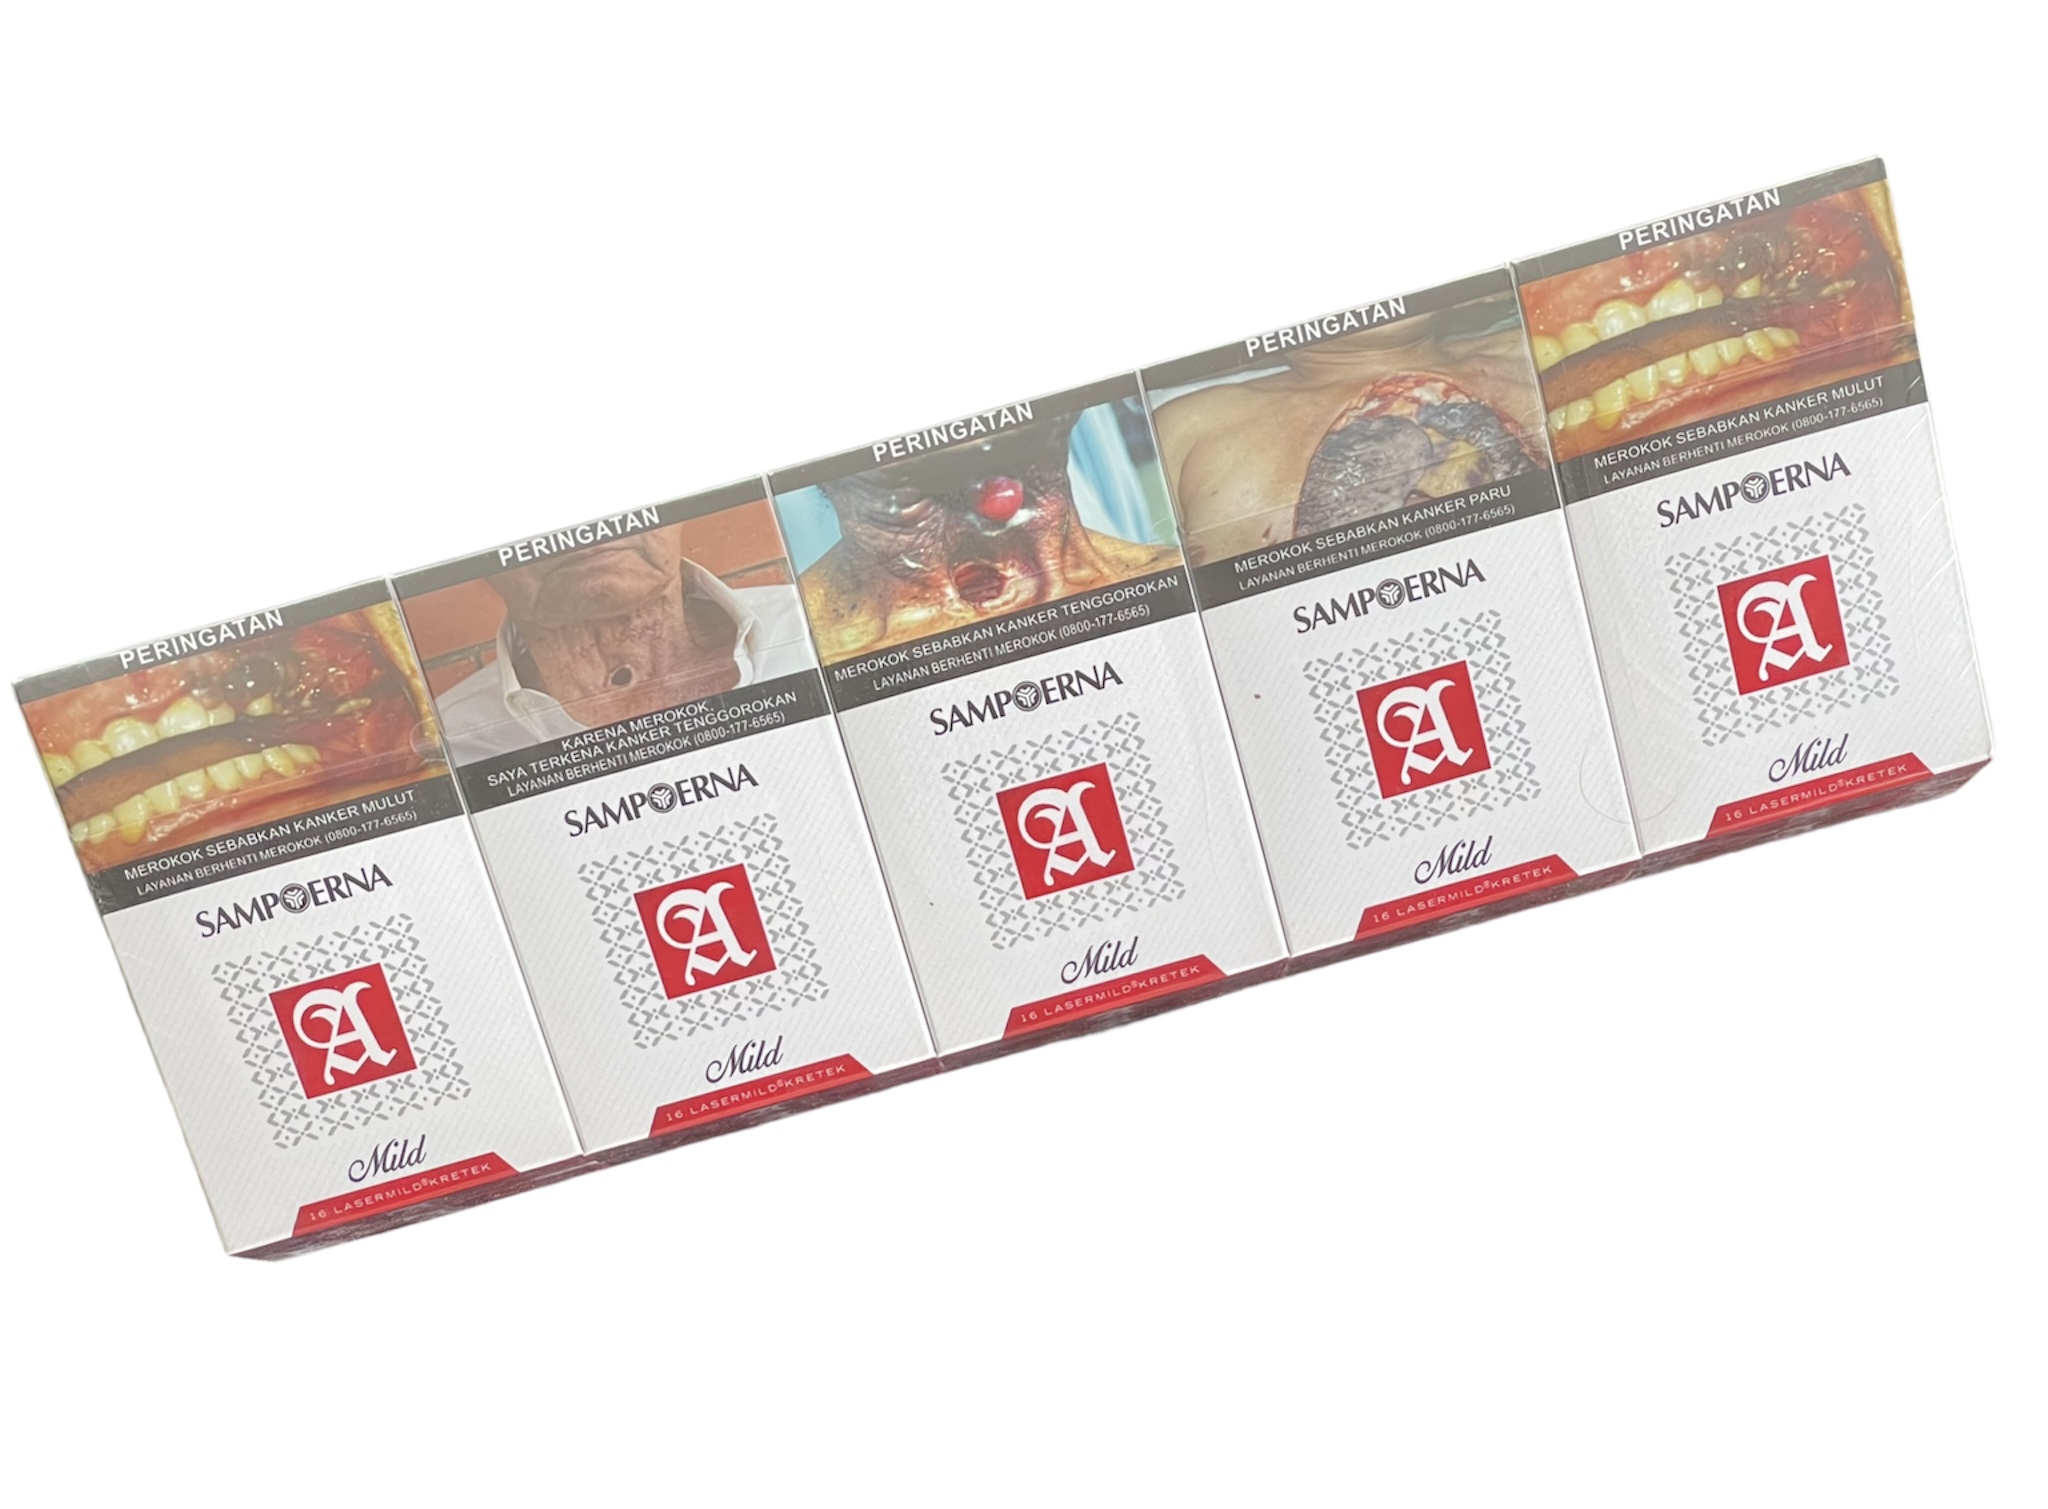 PERINGATAN
MEROKOK SEBABKAN KANKER MULUT
LAYANAN BERHENTI MEROKOK (0800-177-6565)
SAMPOERNA
A
Mild
16 LASERMILD®KRETEK
PERINGATAN
KARENA MEROKOK,
SAYA TERKENA KANKER TENGGOROKAN
LAYANAN BERHENTI MEROKOK (0800-177-6565)
SAMPOERNA
A
Mild
16 LASERMILD®KRETEK
PERINGATAN
MEROKOK SEBABKAN KANKER TENGGOROKAN
LAYANAN BERHENTI MEROKOK (0800-177-6565)
SAMPOERNA
A
Mild
16 LASERMILD®KRETEK
PERINGATAN
MEROKOK SEBABKAN KANKER PARU
LAYANAN BERHENTI MEROKOK (0800-177-6565)
SAMPOERNA
A
Mild
16 LASERMILD®KRETEK
PERINGATAN
MEROKOK SEBABKAN KANKER MULUT
LAYANAN BERHENTI MEROKOK (0800-177-6565)
SAMPOERNA
A
Mild
16 LASERMILD®KRETEK